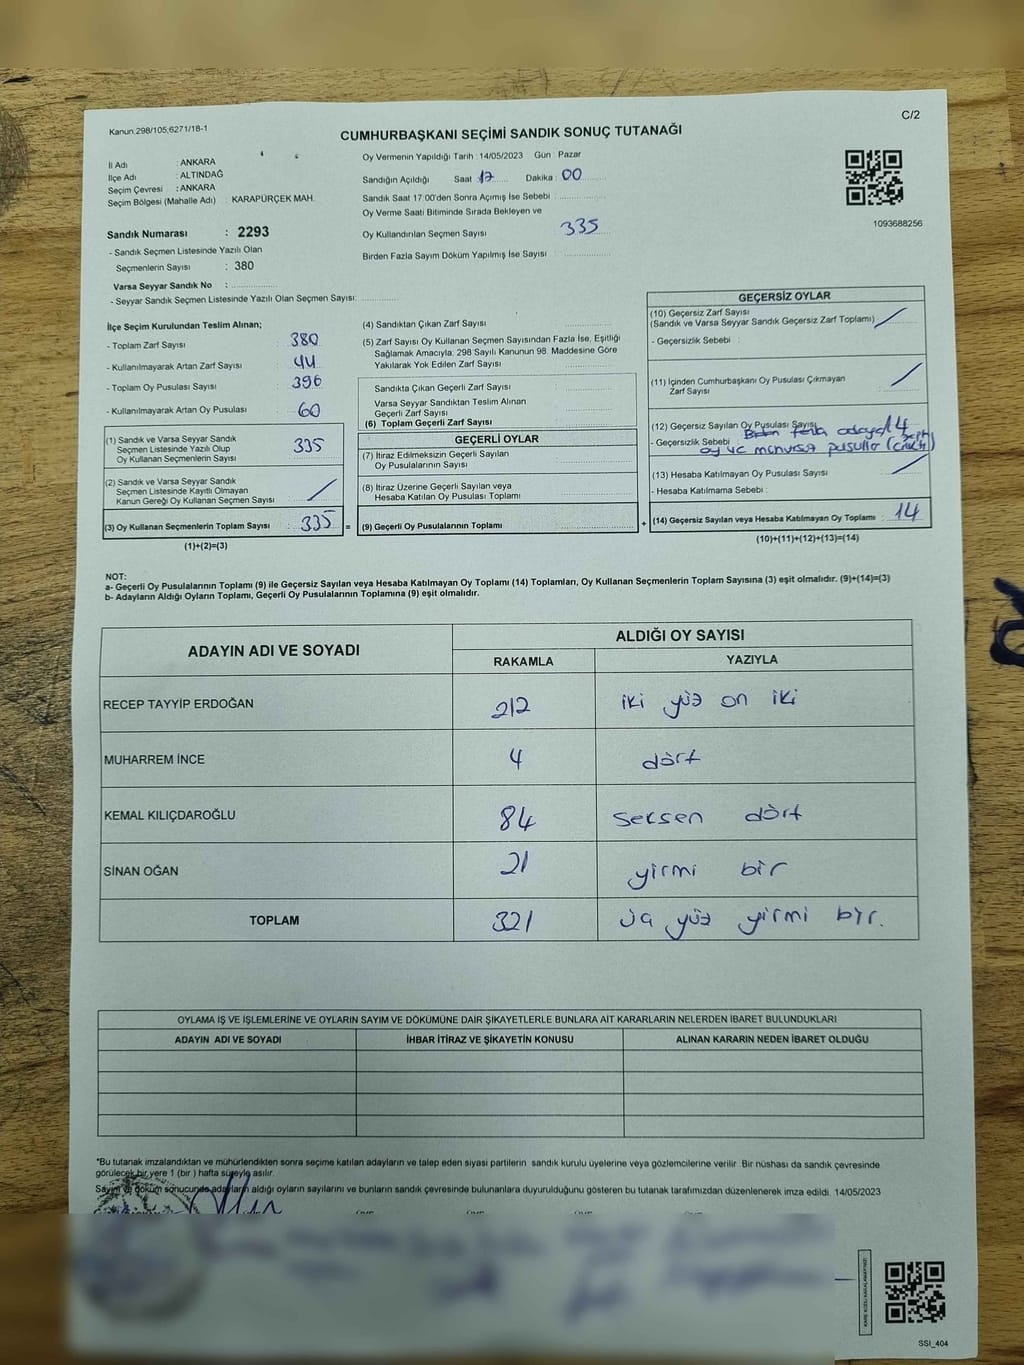 Kanun.298/105;6271/18-1
C/2
CUMHURBAŞKANI SEÇİMİ SANDIK SONUÇ TUTANAĞI
İl Adı : ANKARA
İlçe Adı : ALTINDAĞ
Seçim Çevresi : ANKARA
Seçim Bölgesi (Mahalle Adı) : KARAPÜRÇEK MAH.
Sandık Numarası : 2293
- Sandık Seçmen Listesinde Yazılı Olan
Seçmenlerin Sayısı : 380
Varsa Seyyar Sandık No :
- Seyyar Sandık Seçmen Listesinde Yazılı Olan Seçmen Sayısı:
Oy Vermenin Yapıldığı Tarih : 14/05/2023 Gün : Pazar
Sandığın Açıldığı Saat : 17 Dakika : 00
Sandık Saat 17:00'den Sonra Açımış İse Sebebi :
Oy Verme Saati Bitiminde Sırada Bekleyen ve
Oy Kullandırılan Seçmen Sayısı 335
Birden Fazla Sayım Döküm Yapılmış İse Sayısı :
1093688256
İlçe Seçim Kurulundan Teslim Alınan;
- Toplam Zarf Sayısı : 380
- Kullanılmayarak Artan Zarf Sayısı : 44
- Toplam Oy Pusulası Sayısı : 396
- Kullanılmayarak Artan Oy Pusulası : 60
(1) Sandık ve Varsa Seyyar Sandık
Seçmen Listesinde Yazılı Olup
Oy Kullanan Seçmenlerin Sayısı : 335
(2) Sandık ve Varsa Seyyar Sandık
Seçmen Listesinde Kayıtlı Olmayan
Kanun Gereği Oy Kullanan Seçmen Sayısı :
(3) Oy Kullanan Seçmenlerin Toplam Sayısı : 335 =
(1)+(2)=(3)
(4) Sandıktan Çıkan Zarf Sayısı
(5) Zarf Sayısı Oy Kullanan Seçmen Sayısından Fazla İse, Eşitliği
Sağlamak Amacıyla; 298 Sayılı Kanunun 98. Maddesine Göre
Yakılarak Yok Edilen Zarf Sayısı
Sandıkta Çıkan Geçerli Zarf Sayısı
Varsa Seyyar Sandıktan Teslim Alınan
Geçerli Zarf Sayısı
(6) Toplam Geçerli Zarf Sayısı
GEÇERLİ OYLAR
(7) İtiraz Edilmeksizin Geçerli Sayılan
Oy Pusulalarının Sayısı
(8) İtiraz Üzerine Geçerli Sayılan veya
Hesaba Katılan Oy Pusulası Toplamı
(9) Geçerli Oy Pusulalarının Toplamı +
GEÇERSİZ OYLAR
(10) Geçersiz Zarf Sayısı
(Sandık ve Varsa Seyyar Sandık Geçersiz Zarf Toplamı)
- Geçersizlik Sebebi :
(11) İçinden Cumhurbaşkanı Oy Pusulası Çıkmayan
Zarf Sayısı
(12) Geçersiz Sayılan Oy Pusulası Sayısı 14
- Geçersizlik Sebebi fazla adaya
oy ve pusulla
(13) Hesaba Katılmayan Oy Pusulası Sayısı
- Hesaba Katılmama Sebebi :
(14) Geçersiz Sayılan veya Hesaba Katılmayan Oy Toplamı : 14
(10)+(11)+(12)+(13)=(14)
NOT:
a- Geçerli Oy Pusulalarının Toplamı (9) ile Geçersiz Sayılan veya Hesaba Katılmayan Oy Toplamı (14) Toplamları, Oy Kullanan Seçmenlerin Toplam Sayısına (3) eşit olmalıdır. (9)+(14)=(3)
b- Adayların Aldığı Oyların Toplamı, Geçerli Oy Pusulalarının Toplamına (9) eşit olmalıdır.
ADAYIN ADI VE SOYADI
ALDIĞI OY SAYISI
RAKAMLA YAZIYLA
RECEP TAYYİP ERDOĞAN 212 iki yüz on iki
MUHARREM İNCE 4 dört
KEMAL KILIÇDAROĞLU 84 seksen dört
SİNAN OĞAN 21 yirmi bir
TOPLAM 321 üç yüz yirmi bir.
OYLAMA İŞ VE İŞLEMLERİNE VE OYLARIN SAYIM VE DÖKÜMÜNE DAİR ŞİKAYETLERLE BUNLARA AİT KARARLARIN NELERDEN İBARET BULUNDUKLARI
ADAYIN ADI VE SOYADI İHBAR İTİRAZ VE ŞİKAYETİN KONUSU ALINAN KARARIN NEDEN İBARET OLDUĞU
*Bu tutanak imzalandıktan ve mühürlendikten sonra seçime katılan adayların ve talep eden siyasi partilerin sandık kurulu üyelerine veya gözlemcilerine verilir. Bir nüshası da sandık çevresinde
görülecek bir yere 1 (bir ) hafta süreyle asılır.
Sayım ve döküm sonucunda adayların aldığı oyların sayılarını ve bunların sandık çevresinde bulunanlara duyurulduğunu gösteren bu tutanak tarafımızdan düzenlenerek imza edildi. 14/05/2023
SSI_404